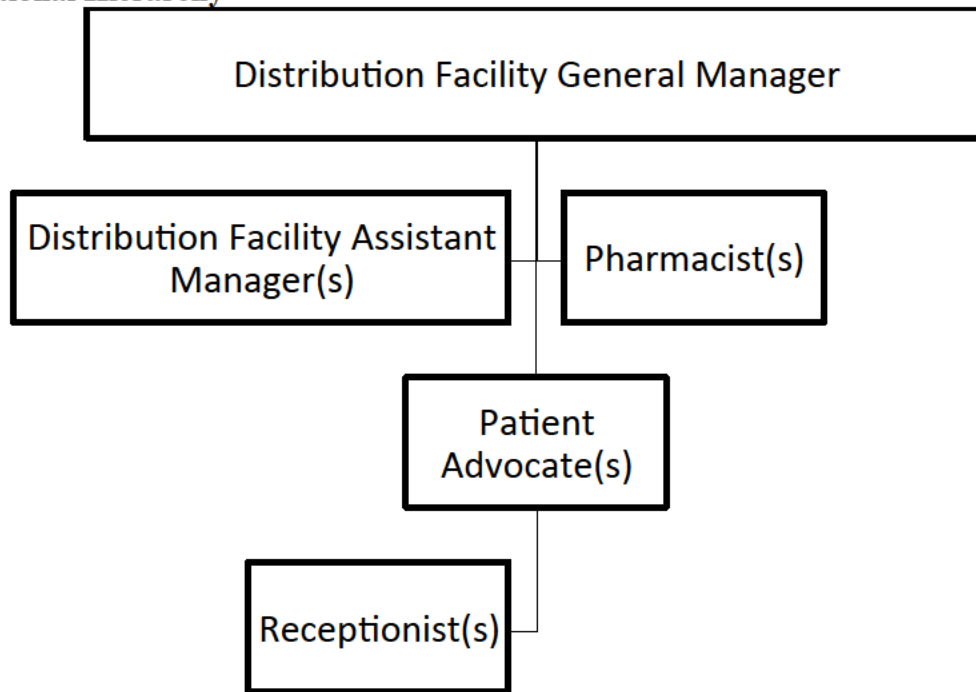 Distribution Facility General Manager
Distribution Facility Assistant
Manager(s)
Pharmacist(s)
Patient
Advocate(s)
Receptionist(s)